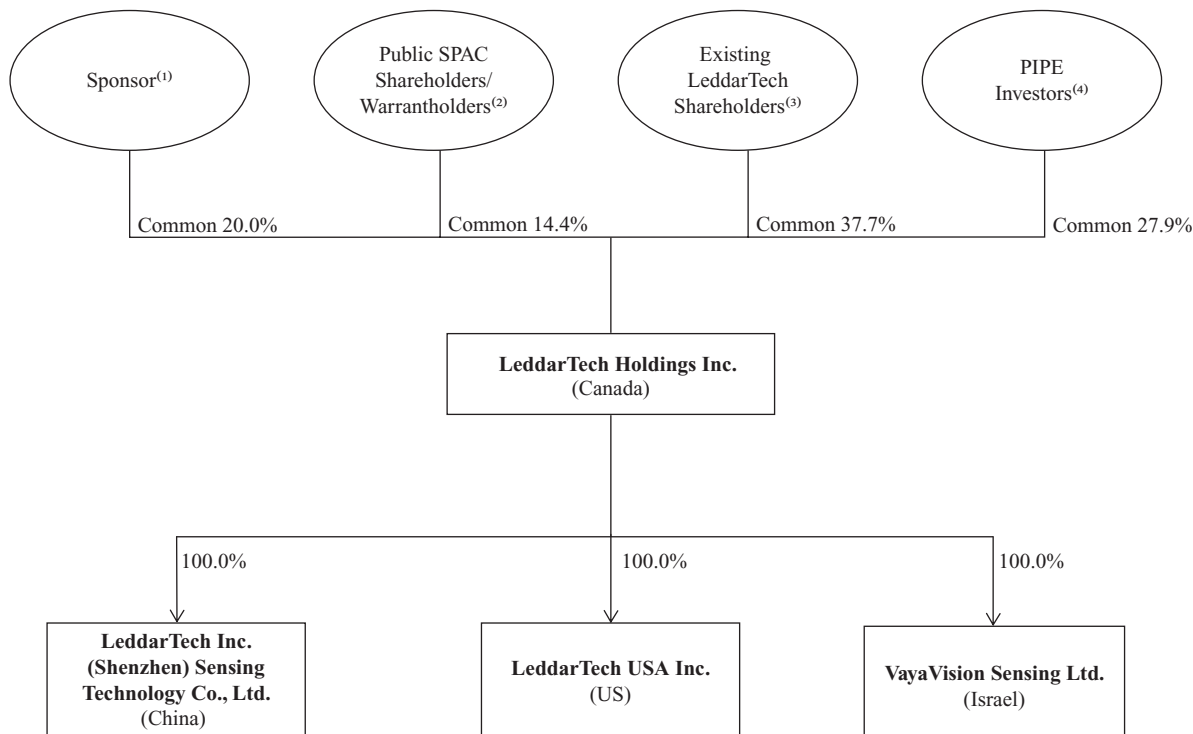 Sponsor⁽¹⁾
Public SPAC
Shareholders/
Warrantholders⁽²⁾
Existing
LeddarTech
Shareholders⁽³⁾
PIPE
Investors⁽⁴⁾
Common 20.0%
Common 14.4%
Common 37.7%
Common 27.9%
LeddarTech Holdings Inc.
(Canada)
100.0%
100.0%
100.0%
LeddarTech Inc.
(Shenzhen) Sensing
Technology Co., Ltd.
(China)
LeddarTech USA Inc.
(US)
VayaVision Sensing Ltd.
(Israel)